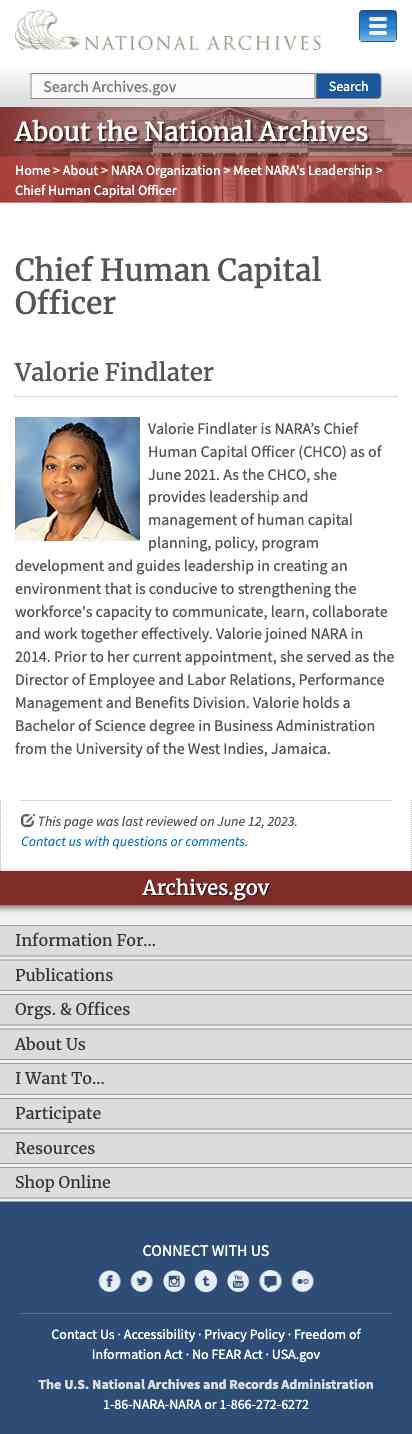 NATIONAL ARCHIVES
Search Archives.gov
Search
About the National Archives
Home > About > NARA Organization > Meet NARA's Leadership >
Chief Human Capital Officer
Chief Human Capital
Officer
Valorie Findlater
Valorie Findlater is NARA’s Chief
Human Capital Officer (CHCO) as of
June 2021. As the CHCO, she
provides leadership and
management of human capital
planning, policy, program
development and guides leadership in creating an
environment that is conducive to strengthening the
workforce's capacity to communicate, learn, collaborate
and work together effectively. Valorie joined NARA in
2014. Prior to her current appointment, she served as the
Director of Employee and Labor Relations, Performance
Management and Benefits Division. Valorie holds a
Bachelor of Science degree in Business Administration
from the University of the West Indies, Jamaica.
This page was last reviewed on June 12, 2023.
Contact us with questions or comments.
Archives.gov
Information For…
Publications
Orgs. & Offices
About Us
I Want To…
Participate
Resources
Shop Online
CONNECT WITH US
Contact Us · Accessibility · Privacy Policy · Freedom of
Information Act · No FEAR Act · USA.gov
The U.S. National Archives and Records Administration
1-86-NARA-NARA or 1-866-272-6272